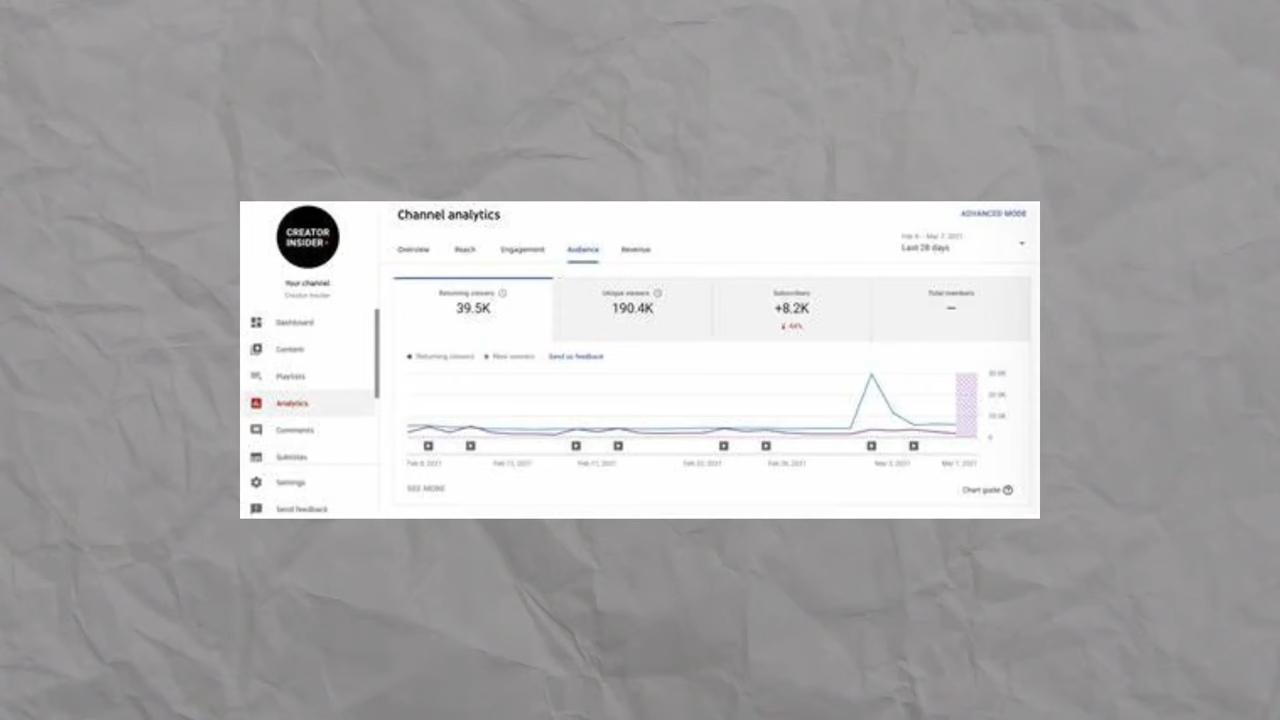 CREATOR
INSIDER
Your channel
Creator Insider
Dashboard
Content
Playlists
Analytics
Comments
Subtitles
Settings
Send feedback
Channel analytics
ADVANCED MODE
Overview
Reach
Engagement
Audience
Revenue
2021
Last 28 days
Returning viewers
39.5K
Unique viewers
190.4K
Subscribers
+8.2K
Total members
—
Returning viewers
New viewers
Send us feedback
0
SEE MORE
Chart guide